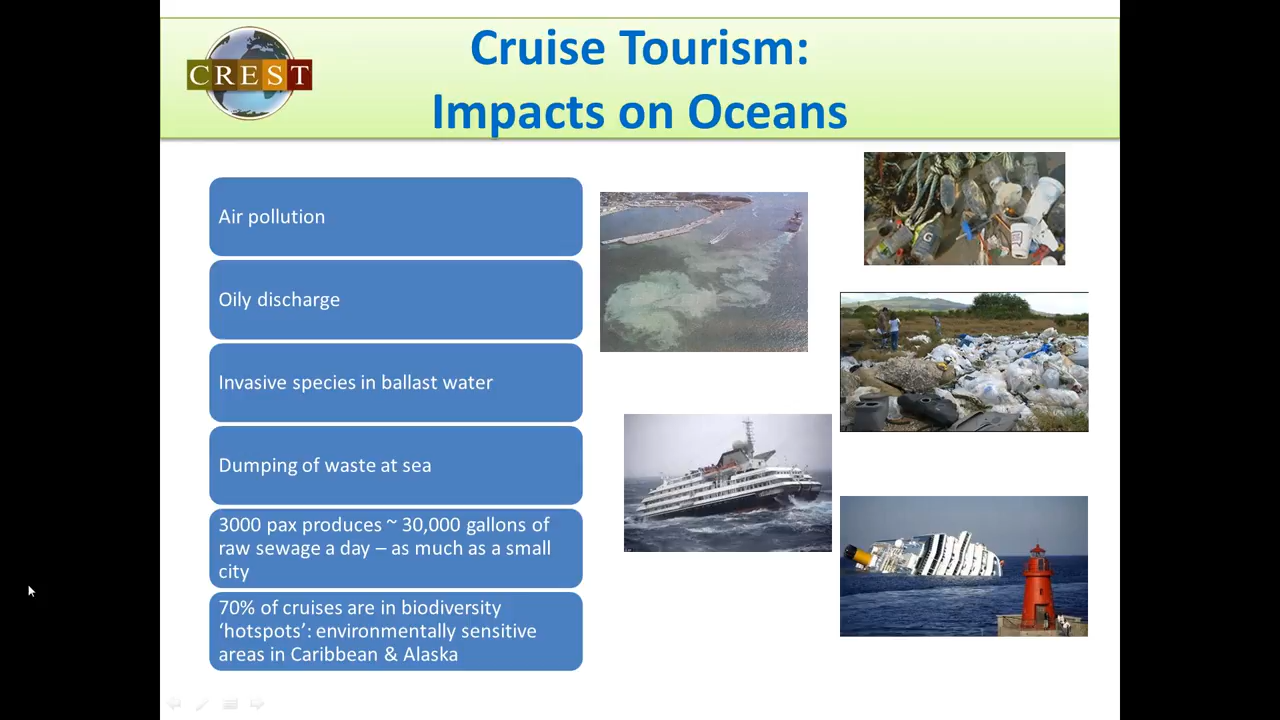 CREST
Cruise Tourism:
Impacts on Oceans
Air pollution
Oily discharge
Invasive species in ballast water
Dumping of waste at sea
3000 pax produces ~ 30,000 gallons of
raw sewage a day – as much as a small
city
70% of cruises are in biodiversity
‘hotspots’: environmentally sensitive
areas in Caribbean & Alaska
G